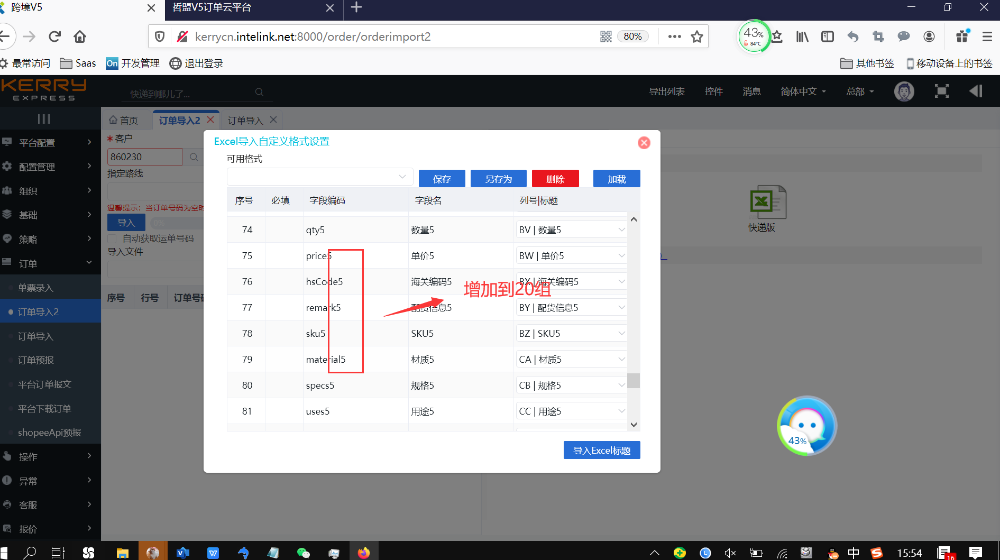 跨境V5
哲盟V5订单云平台
kerrycn.intelink.net:8000/order/orderimport2
80%
43%
84°C
最常访问
Saas
On 开发管理
退出登录
其他书签
移动设备上的书签
KERRY
EXPRESS
快递到哪儿了...
导出列表
控件
消息
简体中文
总部
首页
订单导入2
订单导入
平台配置
配置管理
组织
基础
策略
订单
单票录入
订单导入2
订单导入
订单预报
平台订单报文
平台下载订单
shopeeApi预报
操作
异常
客服
报价
*客户
860230
指定路线
温馨提示：当订单号码为空时
导入
0%
自动获取运单号码
导入文件
序号 行号
Excel导入自定义格式设置
可用格式
保存
另存为
删除
加载
序号 必填 字段编码 字段名 列号|标题
74 qty5 数量5 BV | 数量5
75 price5 单价5 BW | 单价5
76 hsCode5 海关编码5 BX | 海关编码5
增加到20组
77 remark5 配货信息5 BY | 配货信息5
78 sku5 SKU5 BZ | SKU5
79 material5 材质5 CA | 材质5
80 specs5 规格5 CB | 规格5
81 uses5 用途5 CC | 用途5
导入Excel标题
快递版
43%
中
15:54
16